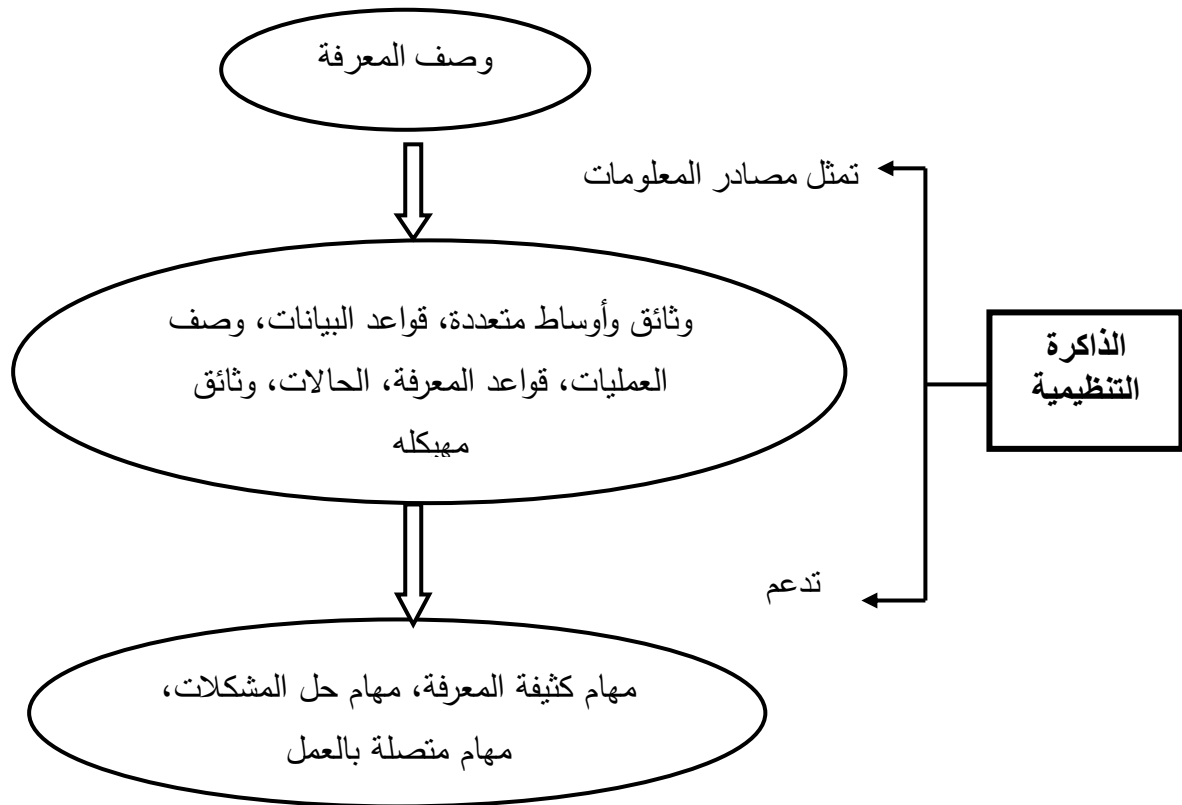 وصف المعرفة
تمثل مصادر المعلومات
وثائق وأوساط متعددة، قواعد البيانات، وصف
العمليات، قواعد المعرفة، الحالات، وثائق
مهيكله
الذاكرة
التنظيمية
تدعم
مهام كثيفة المعرفة، مهام حل المشكلات،
مهام متصلة بالعمل